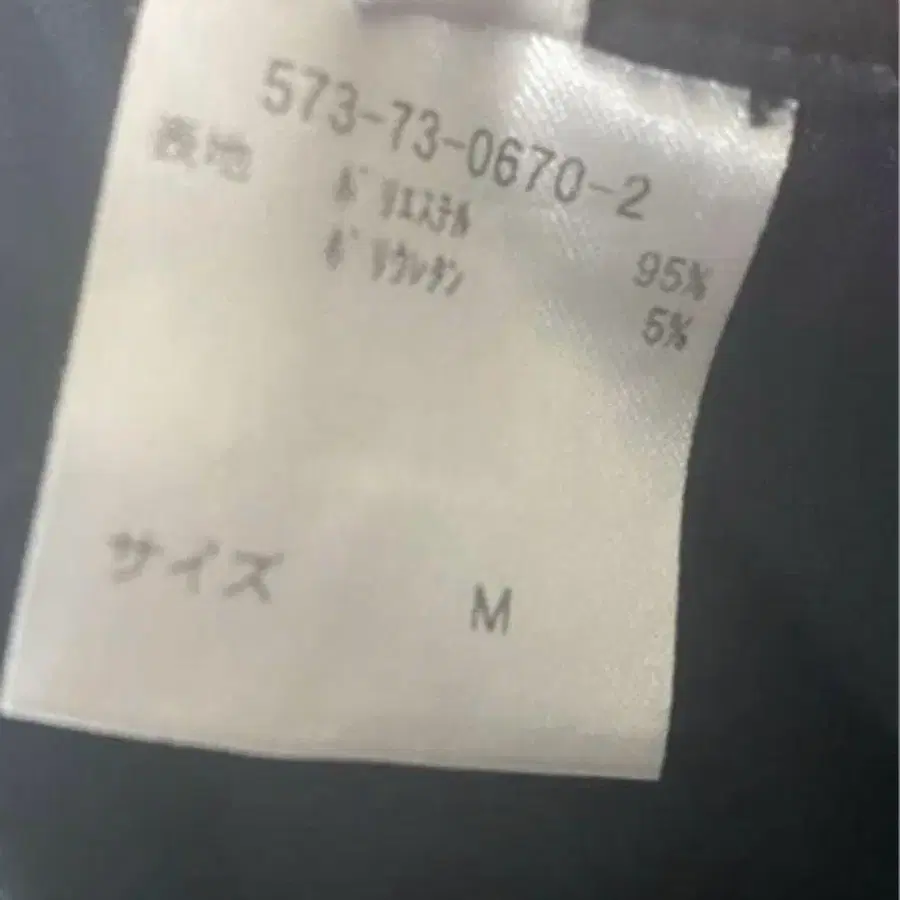 573-73-0670-2
表地
ﾎﾟﾘｴｽﾃﾙ 95%
ﾎﾟﾘｳﾚﾀﾝ 5%
サイズ M